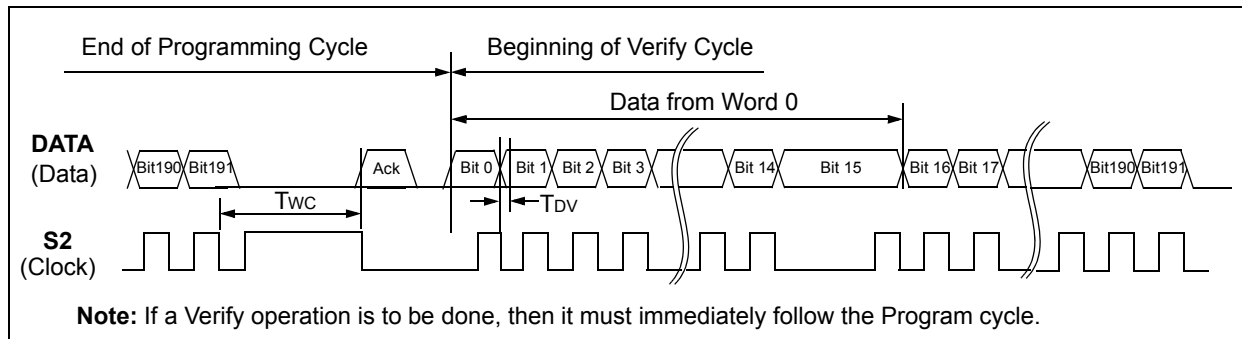 End of Programming Cycle Beginning of Verify Cycle
Data from Word 0
DATA
(Data)
Bit190 Bit191 Ack Bit 0 Bit 1 Bit 2 Bit 3 Bit 14 Bit 15 Bit 16 Bit 17 Bit190 Bit191
TWC TDV
S2
(Clock)
Note: If a Verify operation is to be done, then it must immediately follow the Program cycle.